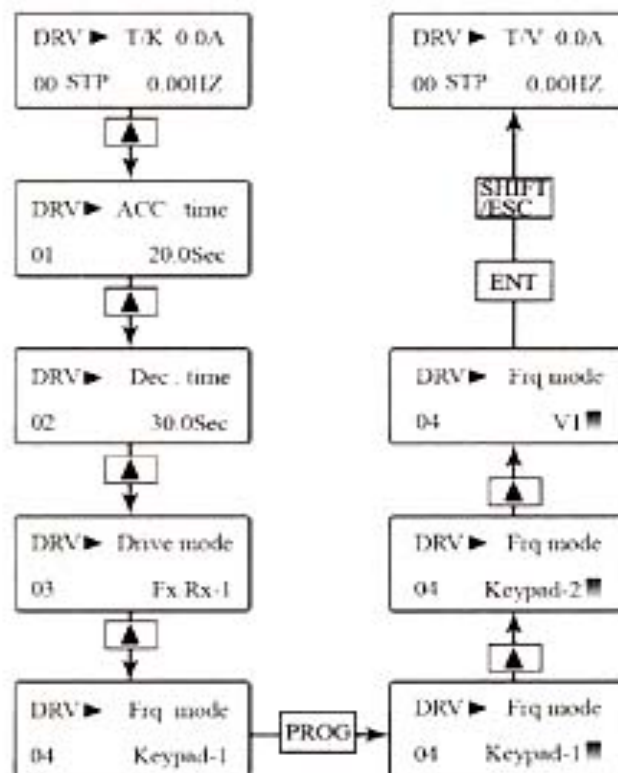 DRV► T/K 0.0A
00 STP 0.00HZ
▲
DRV► ACC time
01 20.0Sec
▲
DRV► Dec. time
02 30.0Sec
▲
DRV► Drive mode
03 Fx/Rx-1
▲
DRV► Frq mode
04 Keypad-1
PROG
DRV► Frq mode
04 Keypad-1
▲
DRV► Frq mode
04 Keypad-2
▲
DRV► Frq mode
04 V1
ENT
SHIFT
/ESC
DRV► T/V 0.0A
00 STP 0.00HZ